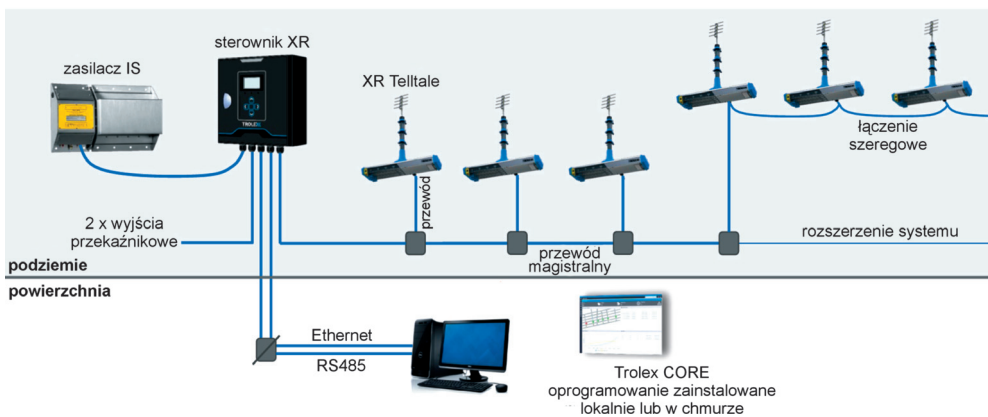 sterownik XR
zasilacz IS
XR Telltale
TROLEX
łączenie
szeregowe
przewód
2 x wyjścia
przekaźnikowe
rozszerzenie systemu
przewód
magistralny
podziemie
powierzchnia
Ethernet
RS485
Trolex CORE
oprogramowanie zainstalowane
lokalnie lub w chmurze